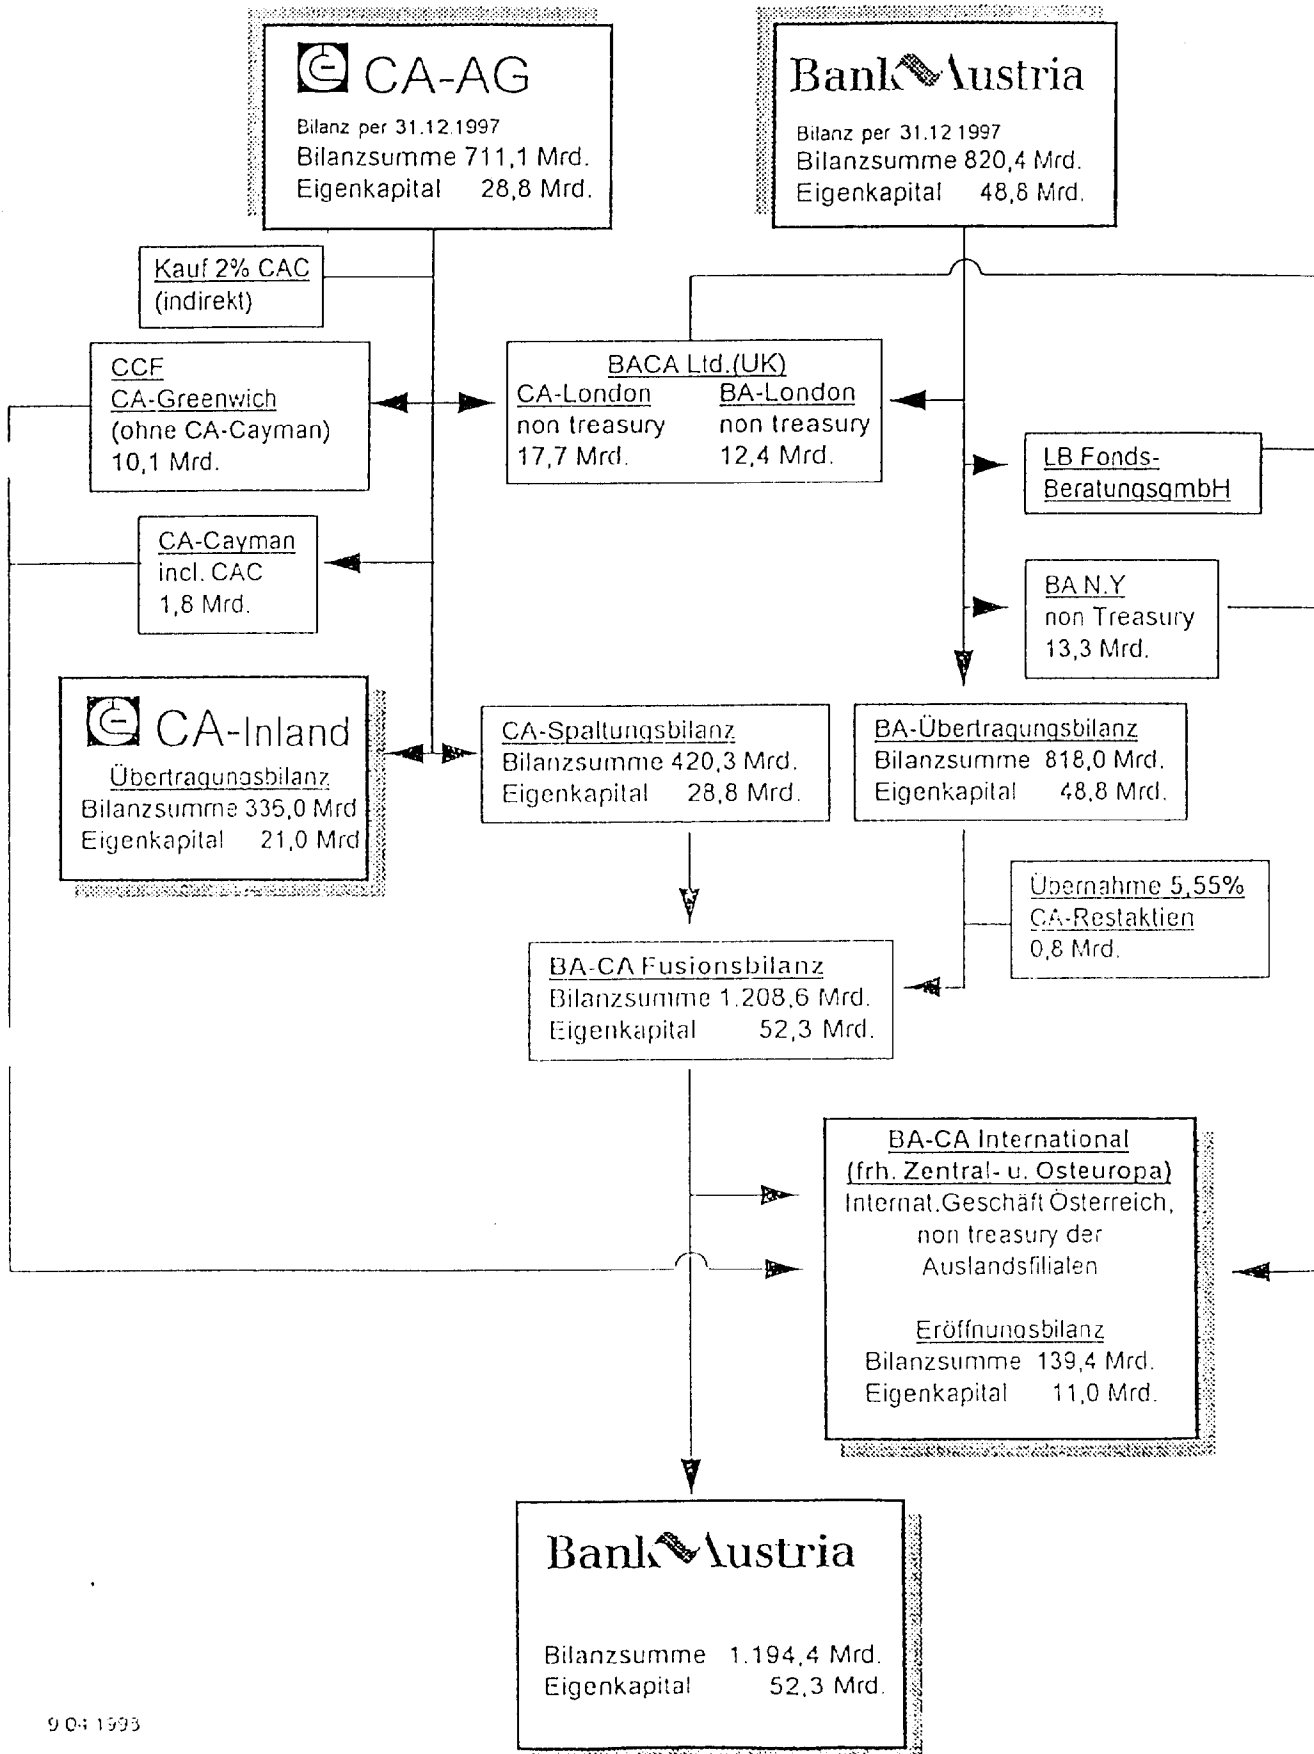 CA-AG
Bilanz per 31.12.1997
Bilanzsumme 711,1 Mrd.
Eigenkapital 28,8 Mrd.
Bank Austria
Bilanz per 31.12 1997
Bilanzsumme 820,4 Mrd.
Eigenkapital 48,8 Mrd.
Kauf 2% CAC
(indirekt)
CCF
CA-Greenwich
(ohne CA-Cayman)
10,1 Mrd.
BACA Ltd.(UK)
CA-London BA-London
non treasury non treasury
17,7 Mrd. 12,4 Mrd.
LB Fonds-
BeratungsgmbH
CA-Cayman
incl. CAC
1,8 Mrd.
BA N.Y
non Treasury
13,3 Mrd.
CA-Inland
Übertragungsbilanz
Bilanzsumme 335,0 Mrd
Eigenkapital 21,0 Mrd
CA-Spaltungsbilanz
Bilanzsumme 420,3 Mrd.
Eigenkapital 28,8 Mrd.
BA-Übertragungsbilanz
Bilanzsumme 818,0 Mrd.
Eigenkapital 48,8 Mrd.
Übernahme 5,55%
CA-Restaktien
0,8 Mrd.
BA-CA Fusionsbilanz
Bilanzsumme 1.208,6 Mrd.
Eigenkapital 52,3 Mrd.
BA-CA International
(frh. Zentral- u. Osteuropa)
Internat.Geschäft Österreich,
non treasury der
Auslandsfilialen
Eröffnungsbilanz
Bilanzsumme 139,4 Mrd.
Eigenkapital 11,0 Mrd.
Bank Austria
Bilanzsumme 1.194,4 Mrd.
Eigenkapital 52,3 Mrd.
9 04 1998